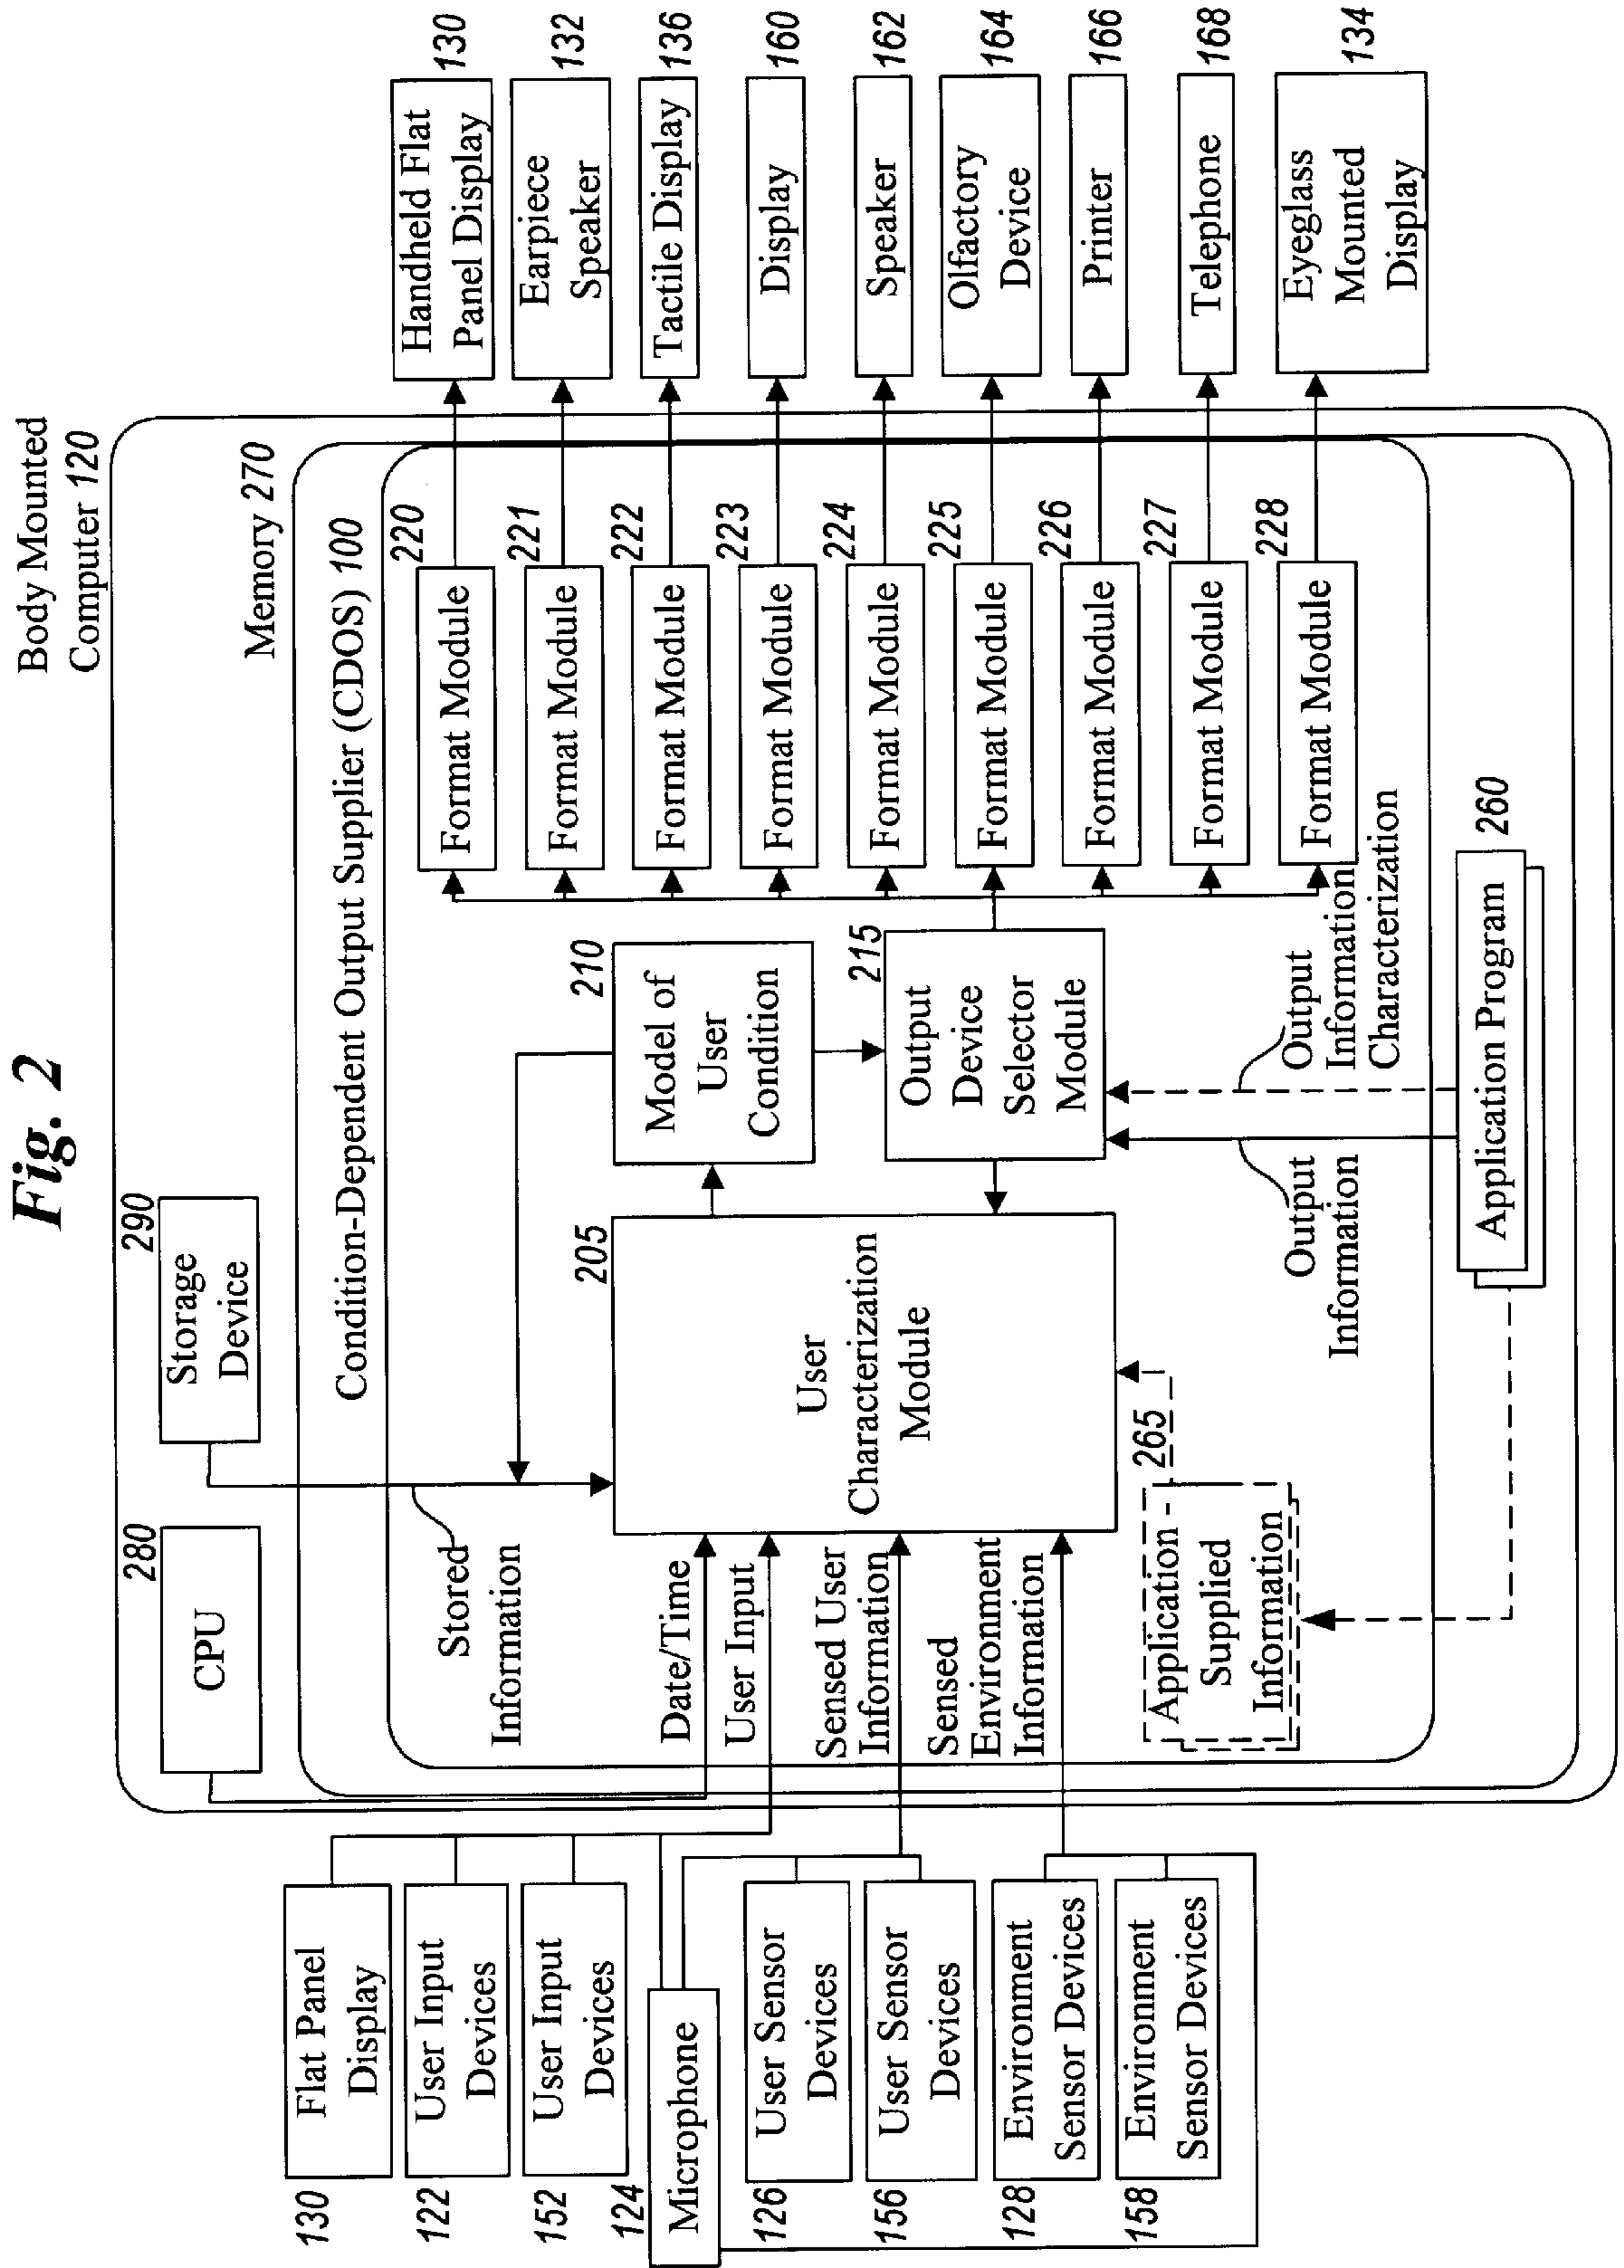 Fig. 2
Body Mounted
Computer 120
280
CPU
290
Storage
Device
Memory 270
Condition-Dependent Output Supplier (CDOS) 100
Stored
Information
130
Flat Panel
Display
122
User Input
Devices
152
User Input
Devices
124
Microphone
126
User Sensor
Devices
156
User Sensor
Devices
128
Environment
Sensor Devices
158
Environment
Sensor Devices
Date/Time
User Input
Sensed User
Information
Sensed
Environment
Information
205
User
Characterization
Module
210
Model of
User
Condition
215
Output
Device
Selector
Module
265
Application-
Supplied
Information
Output
Information
Output
Information
Characterization
260
Application Program
220
Format Module
221
Format Module
222
Format Module
223
Format Module
224
Format Module
225
Format Module
226
Format Module
227
Format Module
228
Format Module
Handheld Flat
Panel Display
130
Earpiece
Speaker
132
Tactile Display
136
Display
160
Speaker
162
Olfactory
Device
164
Printer
166
Telephone
168
Eyeglass
Mounted
Display
134